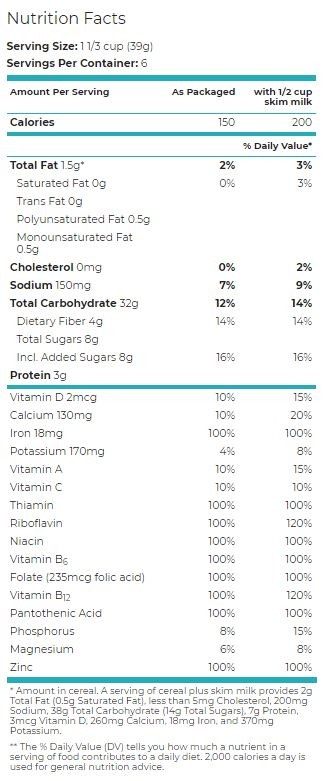 Nutrition Facts
Serving Size: 1 1/3 cup (39g)
Servings Per Container: 6
Amount Per Serving As Packaged with 1/2 cup
skim milk
Calories 150 200
% Daily Value*
Total Fat 1.5g* 2% 3%
Saturated Fat 0g 0% 3%
Trans Fat 0g
Polyunsaturated Fat 0.5g
Monounsaturated Fat
0.5g
Cholesterol 0mg 0% 2%
Sodium 150mg 7% 9%
Total Carbohydrate 32g 12% 14%
Dietary Fiber 4g 14% 14%
Total Sugars 8g
Incl. Added Sugars 8g 16% 16%
Protein 3g
Vitamin D 2mcg 10% 15%
Calcium 130mg 10% 20%
Iron 18mg 100% 100%
Potassium 170mg 4% 8%
Vitamin A 10% 15%
Vitamin C 10% 10%
Thiamin 100% 100%
Riboflavin 100% 120%
Niacin 100% 100%
Vitamin B6 100% 100%
Folate (235mcg folic acid) 100% 100%
Vitamin B12 100% 120%
Pantothenic Acid 100% 100%
Phosphorus 8% 15%
Magnesium 6% 8%
Zinc 100% 100%
* Amount in cereal. A serving of cereal plus skim milk provides 2g
Total Fat (0.5g Saturated Fat), less than 5mg Cholesterol, 200mg
Sodium, 38g Total Carbohydrate (14g Total Sugars), 7g Protein,
3mcg Vitamin D, 260mg Calcium, 18mg Iron, and 370mg
Potassium.
** The % Daily Value (DV) tells you how much a nutrient in a
serving of food contributes to a daily diet. 2,000 calories a day is
used for general nutrition advice.